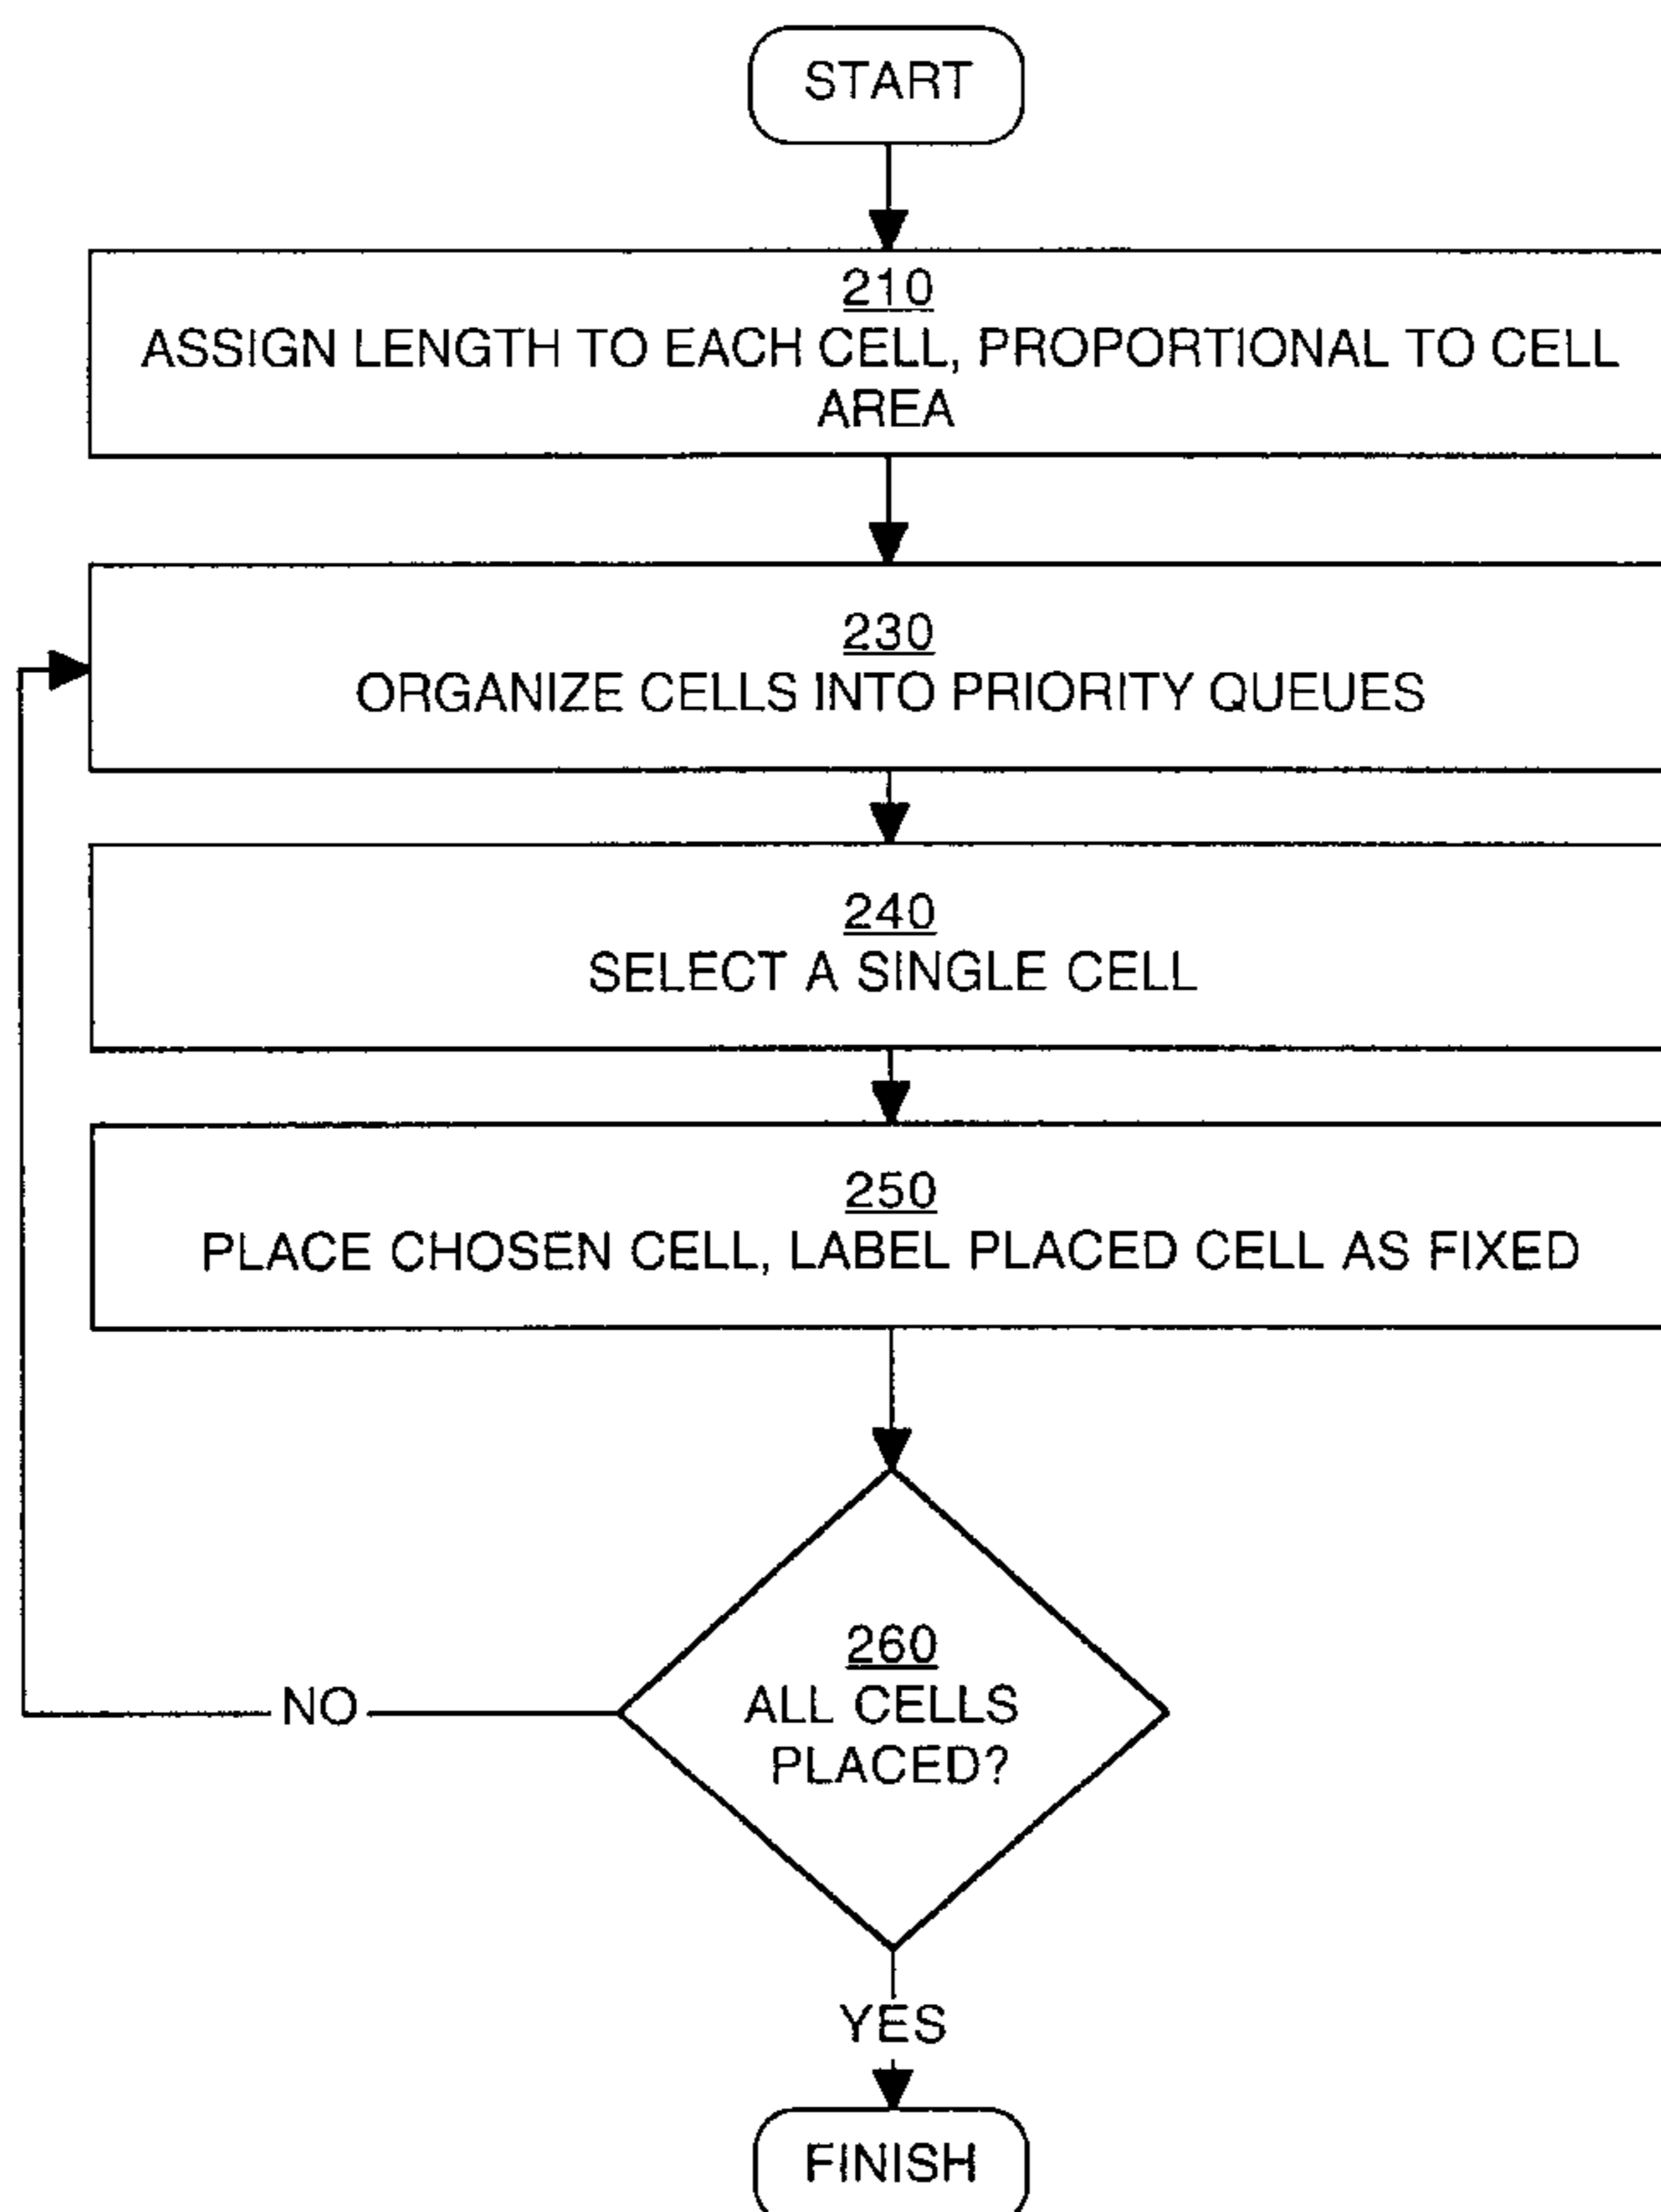 START
210
ASSIGN LENGTH TO EACH CELL, PROPORTIONAL TO CELL
AREA
230
ORGANIZE CELLS INTO PRIORITY QUEUES
240
SELECT A SINGLE CELL
250
PLACE CHOSEN CELL, LABEL PLACED CELL AS FIXED
260
ALL CELLS
PLACED?
NO
YES
FINISH